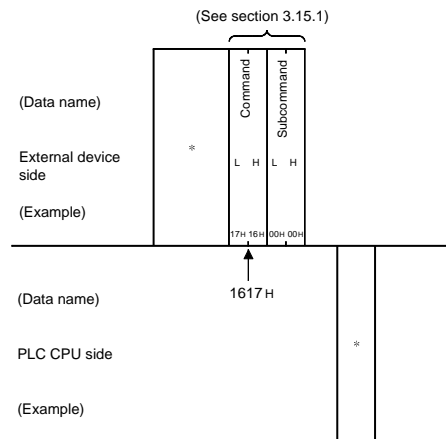 (See section 3.15.1)
Command
Subcommand
(Data name)
External device
side
*
L H L H
(Example)
17H 16H 00H 00H
1617H
(Data name)
PLC CPU side
*
(Example)